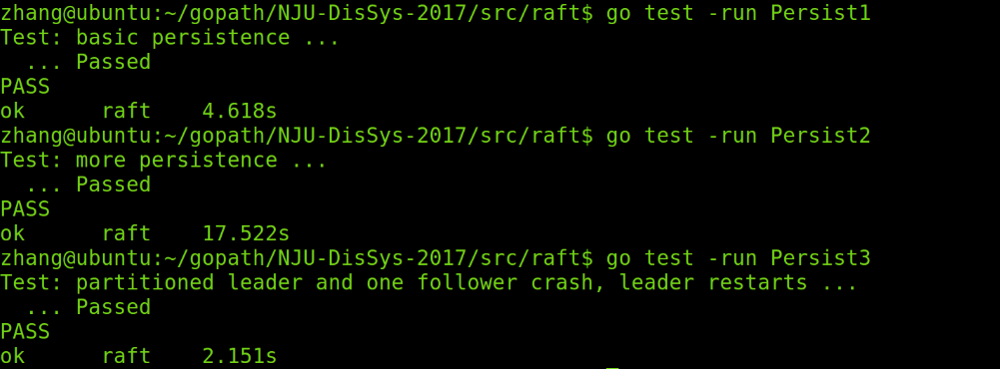 zhang@ubuntu:~/gopath/NJU-DisSys-2017/src/raft$ go test -run Persist1
Test: basic persistence ...
  ... Passed
PASS
ok      raft    4.618s
zhang@ubuntu:~/gopath/NJU-DisSys-2017/src/raft$ go test -run Persist2
Test: more persistence ...
  ... Passed
PASS
ok      raft    17.522s
zhang@ubuntu:~/gopath/NJU-DisSys-2017/src/raft$ go test -run Persist3
Test: partitioned leader and one follower crash, leader restarts ...
  ... Passed
PASS
ok      raft    2.151s